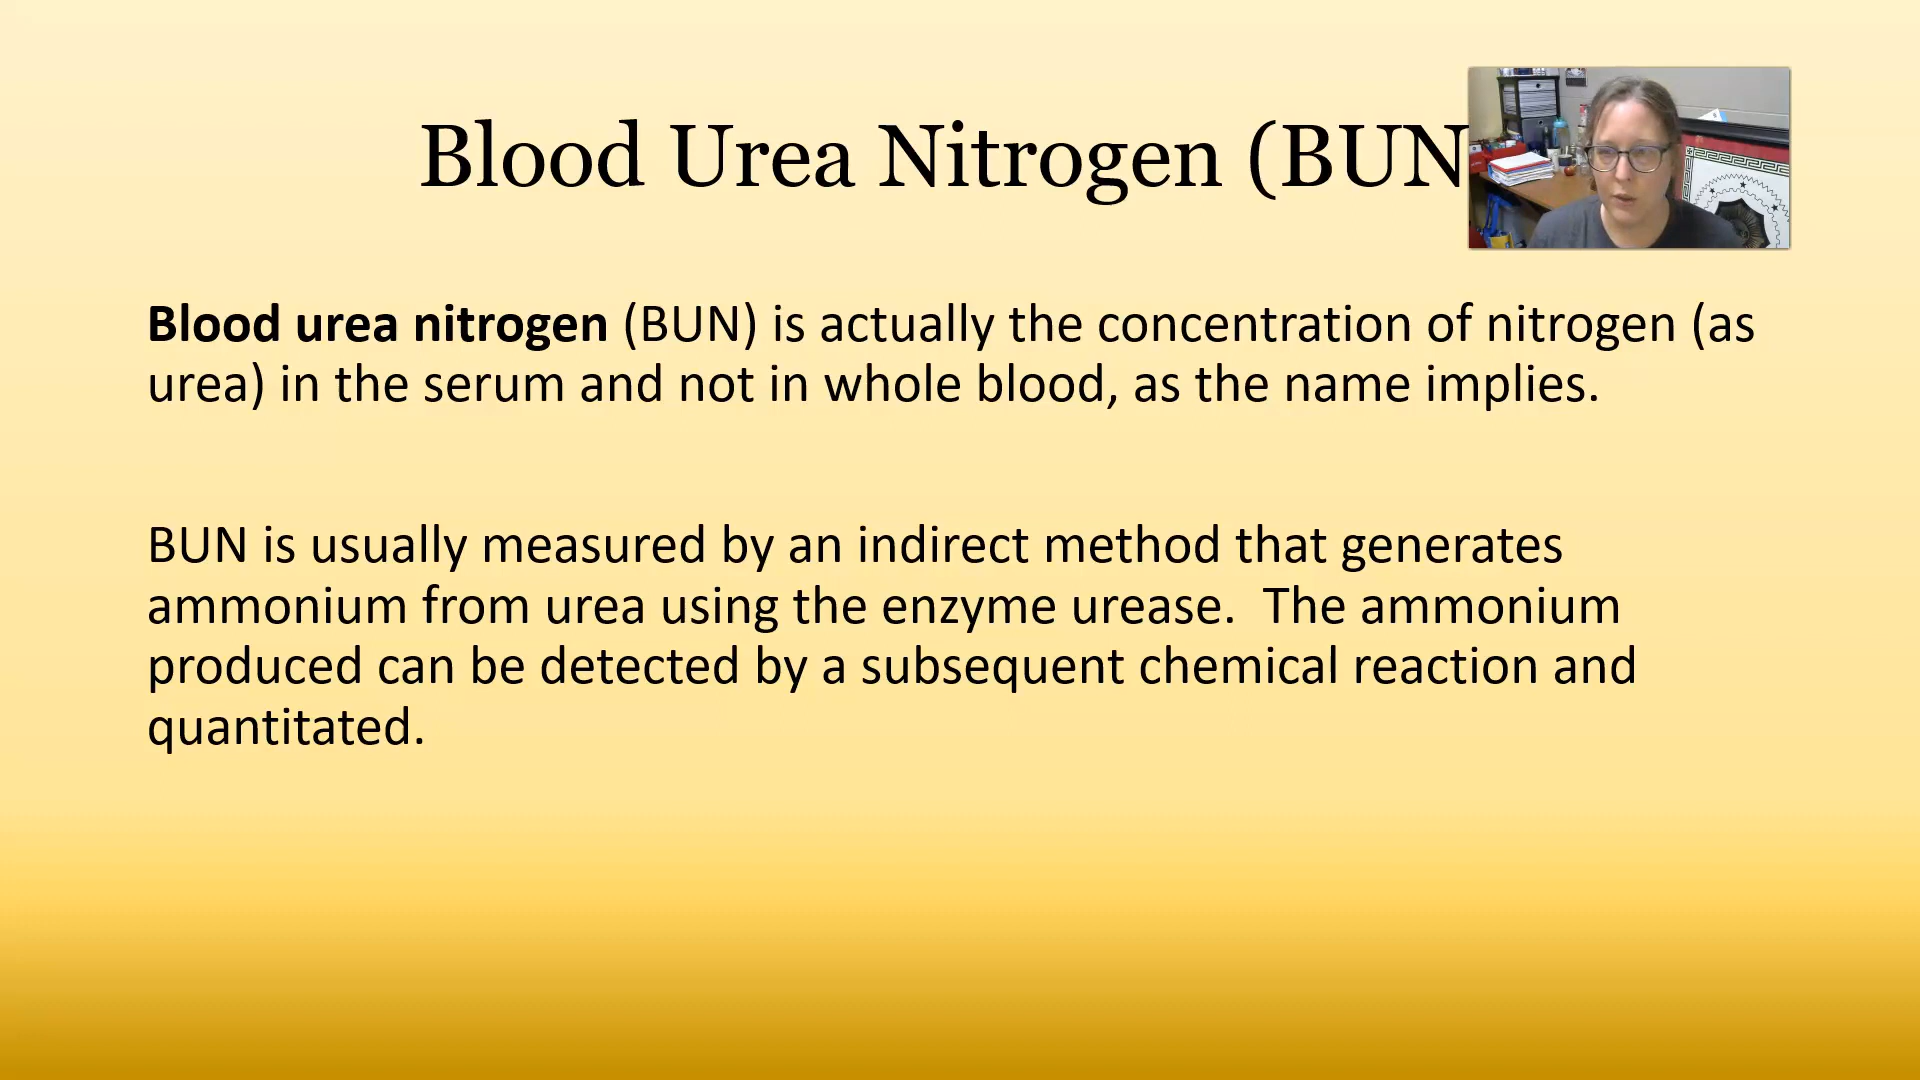 Blood Urea Nitrogen (BUN
Blood urea nitrogen (BUN) is actually the concentration of nitrogen (as
urea) in the serum and not in whole blood, as the name implies.
BUN is usually measured by an indirect method that generates
ammonium from urea using the enzyme urease.  The ammonium
produced can be detected by a subsequent chemical reaction and
quantitated.